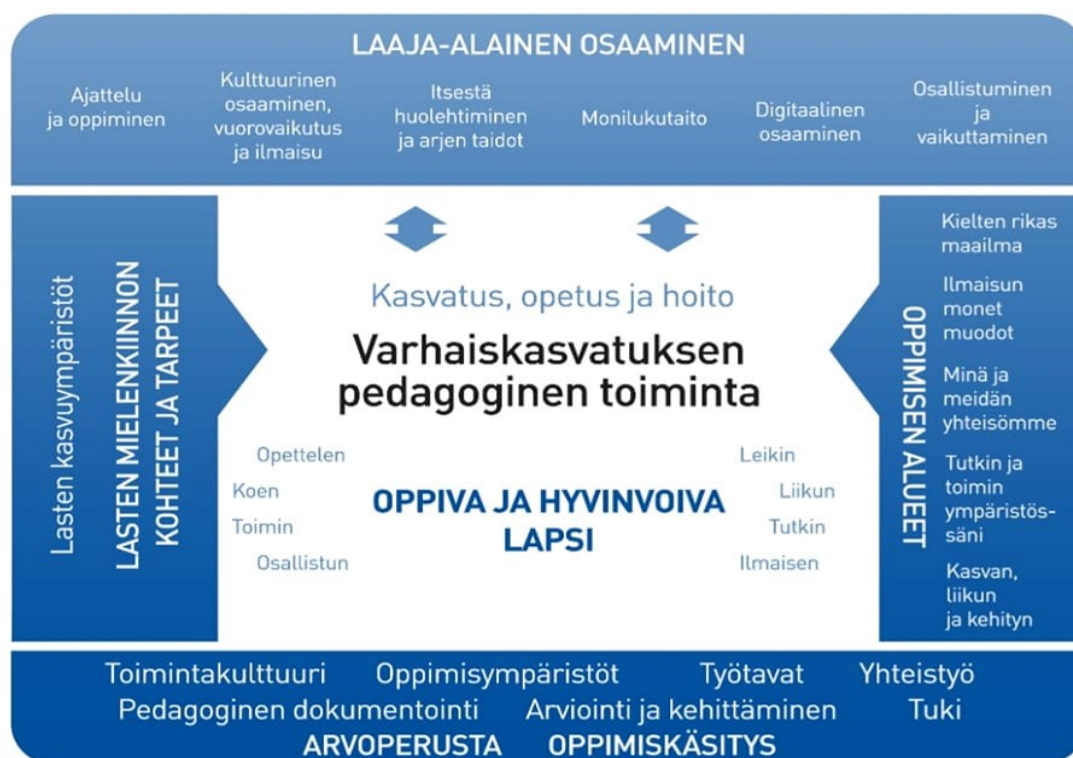 LAAJA-ALAINEN OSAAMINEN
Ajattelu
ja oppiminen
Kulttuurinen
osaaminen,
vuorovaikutus
ja ilmaisu
Itsestä
huolehtiminen
ja arjen taidot
Monilukutaito
Digitaalinen
osaaminen
Osallistuminen
ja
vaikuttaminen
Lasten kasvuympäristöt
LASTEN MIELENKIINNON
KOHTEET JA TARPEET
Kasvatus, opetus ja hoito
Varhaiskasvatuksen
pedagoginen toiminta
Opettelen
Koen
Toimin
Osallistun
OPPIVA JA HYVINVOIVA
LAPSI
Leikin
Liikun
Tutkin
Ilmaisen
OPPIMISEN ALUEET
Kielten rikas
maailma
Ilmaisun
monet
muodot
Minä ja
meidän
yhteisömme
Tutkin ja
toimin
ympäristös-
säni
Kasvan,
liikun
ja kehityn
Toimintakulttuuri Oppimisympäristöt Työtavat Yhteistyö
Pedagoginen dokumentointi Arviointi ja kehittäminen Tuki
ARVOPERUSTA OPPIMISKÄSITYS